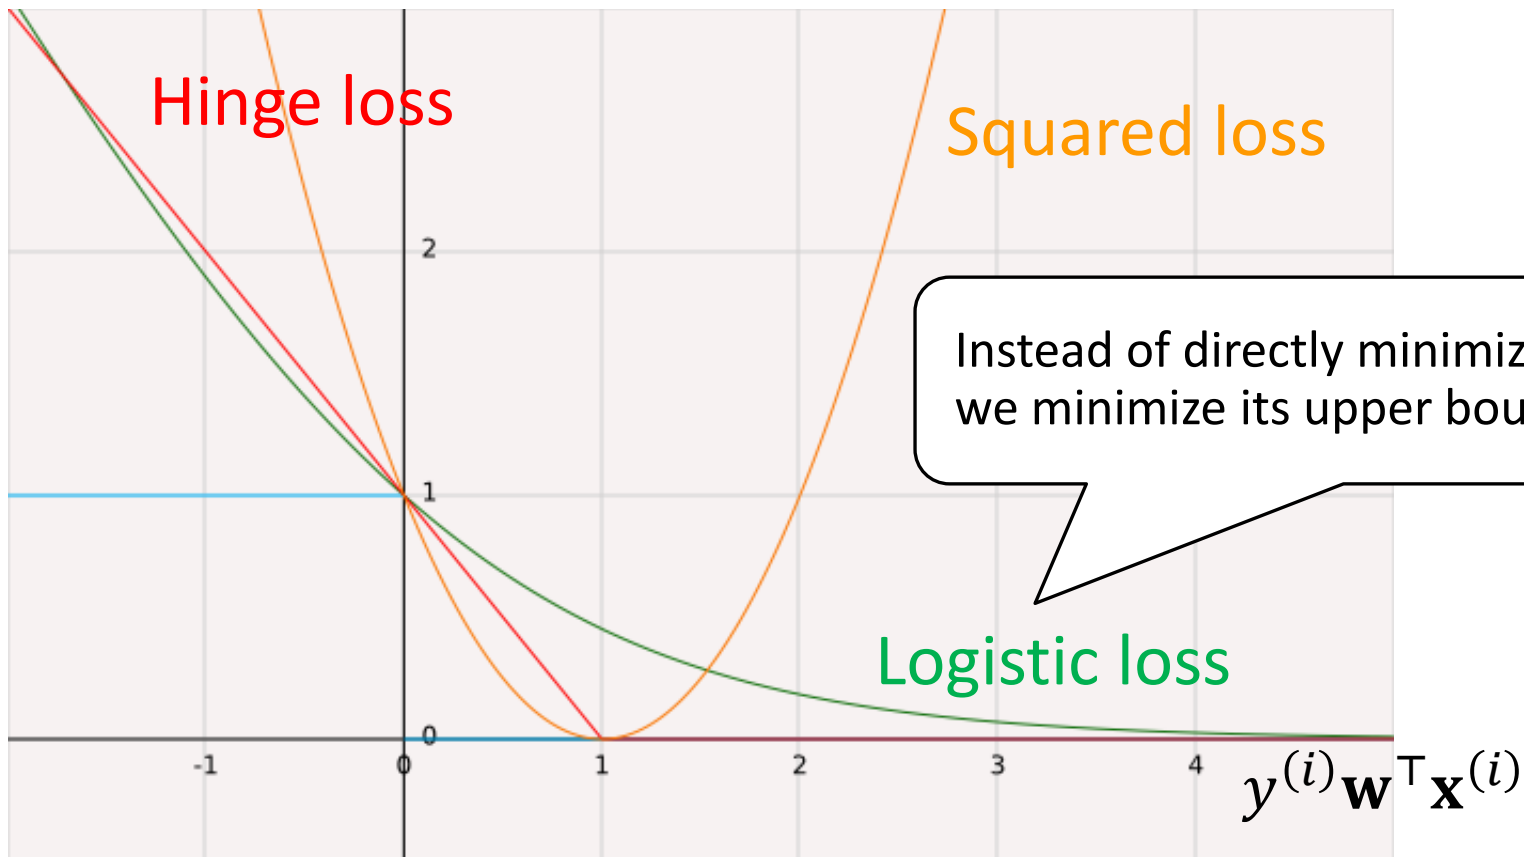 Hinge loss
Squared loss
2
Instead of directly minimiz
we minimize its upper bou
1
Logistic loss
0
-1 0 1 2 3 4
y^(i) w^⊤ x^(i)